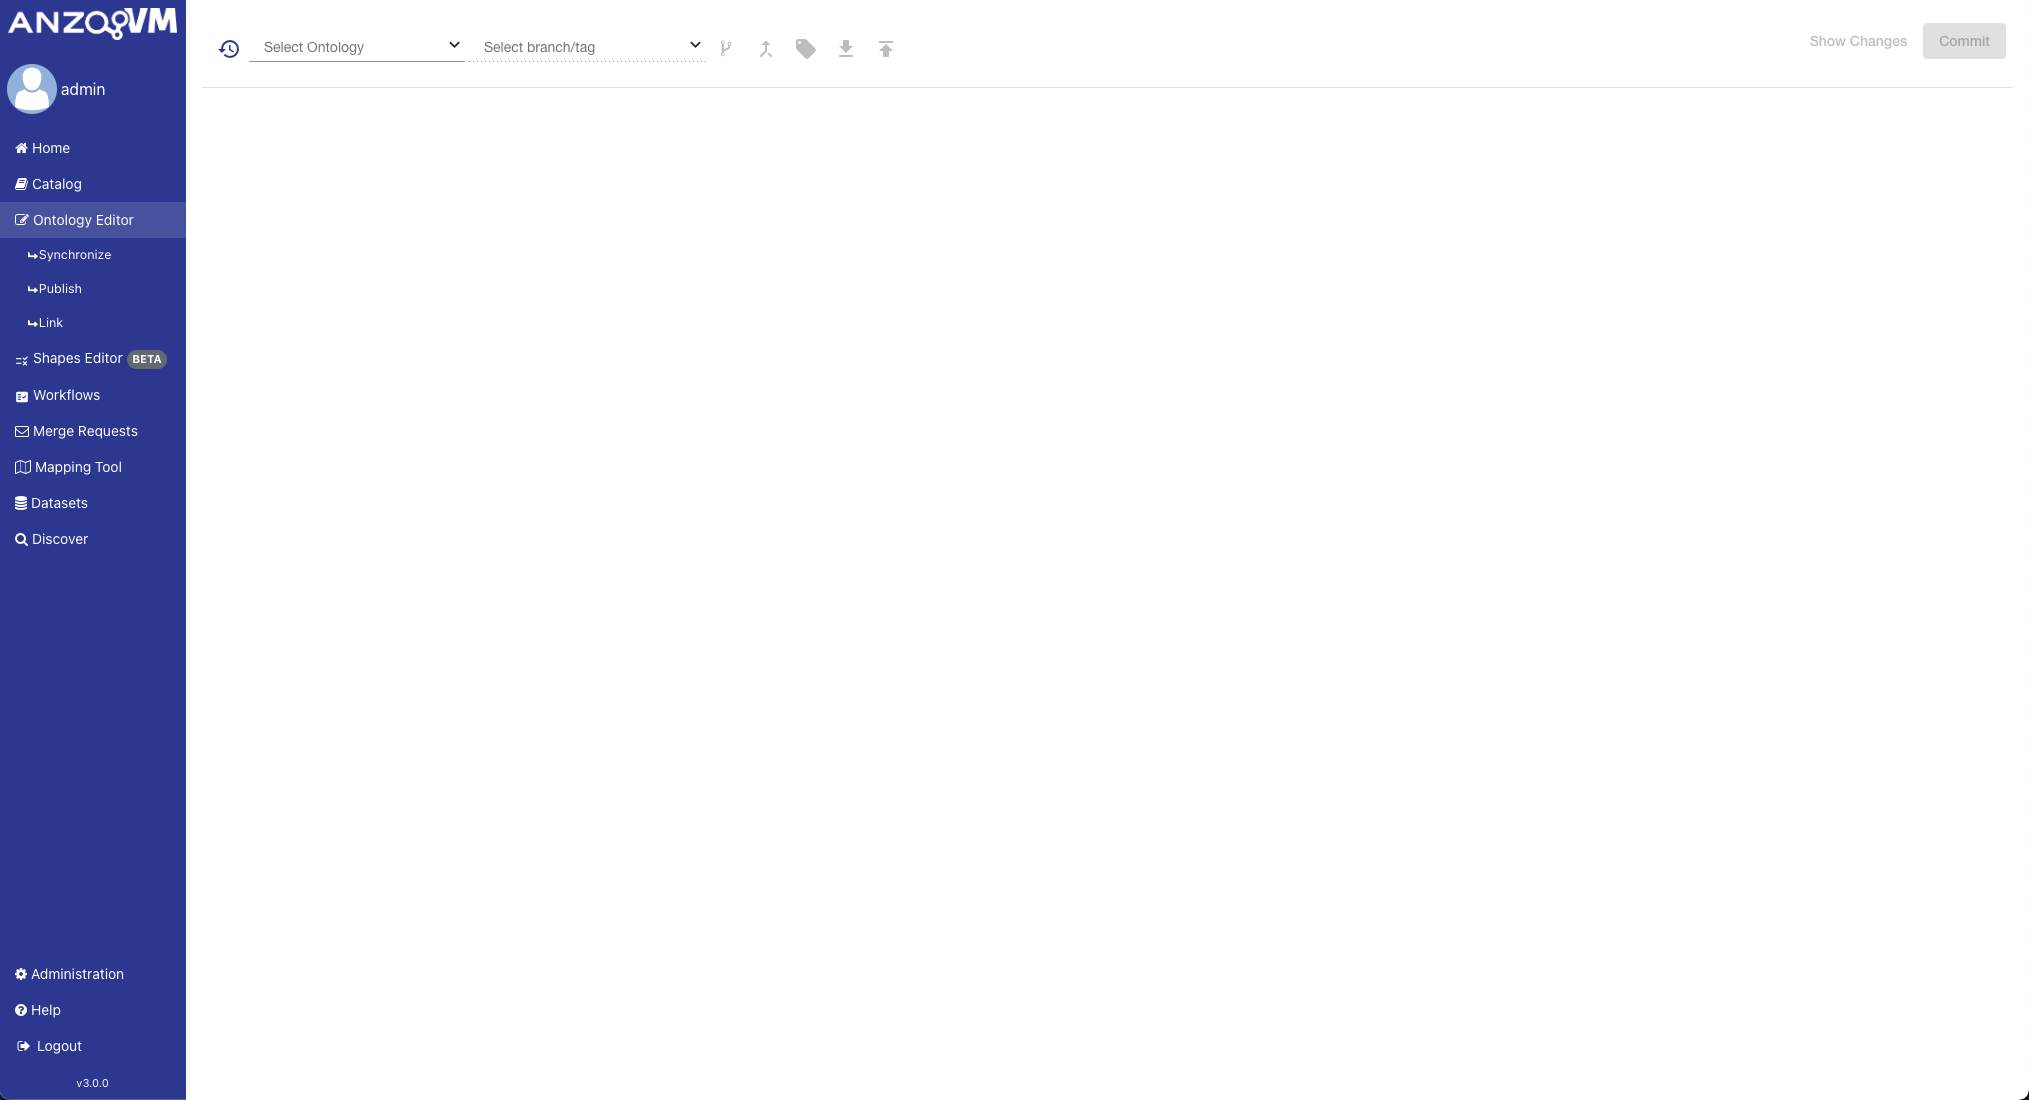 ANZOVM
admin
Home
Catalog
Ontology Editor
Synchronize
Publish
Link
Shapes Editor BETA
Workflows
Merge Requests
Mapping Tool
Datasets
Discover
Administration
Help
Logout
v3.0.0
Select Ontology
Select branch/tag
Show Changes
Commit